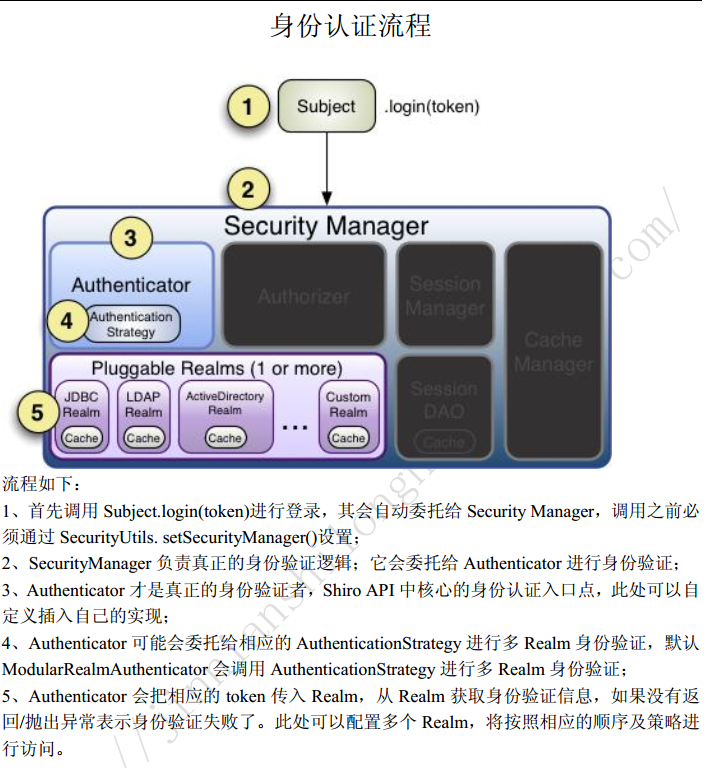 身份认证流程
1
Subject
.login(token)
2
Security Manager
3
Authenticator
4
Authentication
Strategy
Authorizer
Session
Manager
Cache
Manager
Session
DAO
Cache
Pluggable Realms (1 or more)
5
JDBC
Realm
Cache
LDAP
Realm
Cache
ActiveDirectory
Realm
Cache
...
Custom
Realm
Cache
流程如下：
1、首先调用 Subject.login(token)进行登录，其会自动委托给 Security Manager，调用之前必
须通过 SecurityUtils. setSecurityManager()设置；
2、SecurityManager 负责真正的身份验证逻辑；它会委托给 Authenticator 进行身份验证；
3、Authenticator 才是真正的身份验证者，Shiro API 中核心的身份认证入口点，此处可以自
定义插入自己的实现；
4、Authenticator 可能会委托给相应的 AuthenticationStrategy 进行多 Realm 身份验证，默认
ModularRealmAuthenticator 会调用 AuthenticationStrategy 进行多 Realm 身份验证；
5、Authenticator 会把相应的 token 传入 Realm，从 Realm 获取身份验证信息，如果没有返
回/抛出异常表示身份验证失败了。此处可以配置多个 Realm，将按照相应的顺序及策略进
行访问。